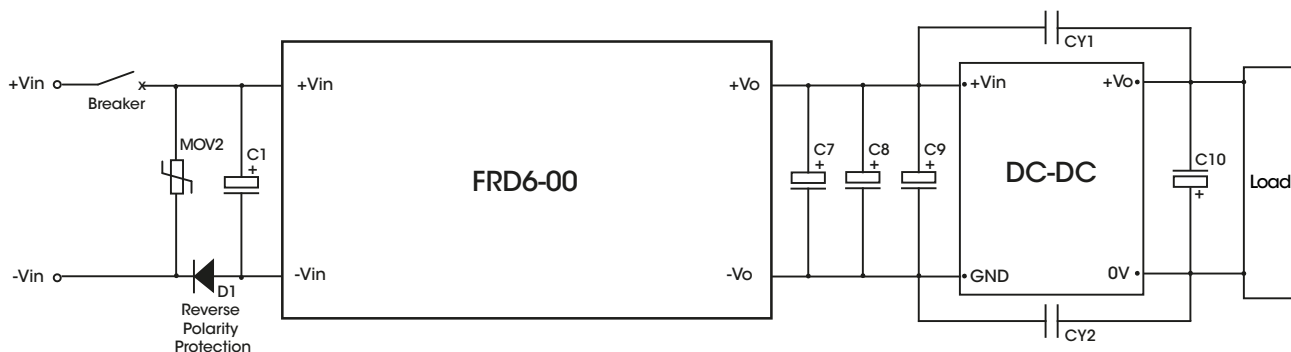 CY1
+Vin
Breaker
x
+Vin
+Vo
+Vin
+Vo
MOV2
C1
+
FRD6-00
C7
+
C8
+
C9
+
DC-DC
C10
+
Load
-Vin
-Vin
-Vo
GND
0V
D1
Reverse
Polarity
Protection
CY2